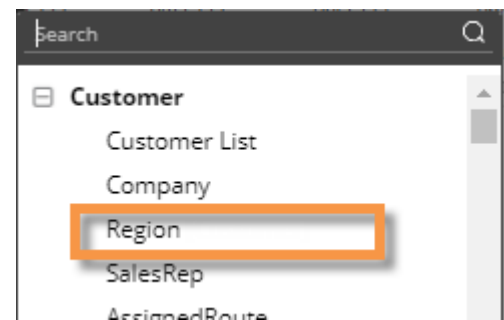 Search
Customer
Customer List
Company
Region
SalesRep
AssignedRoute